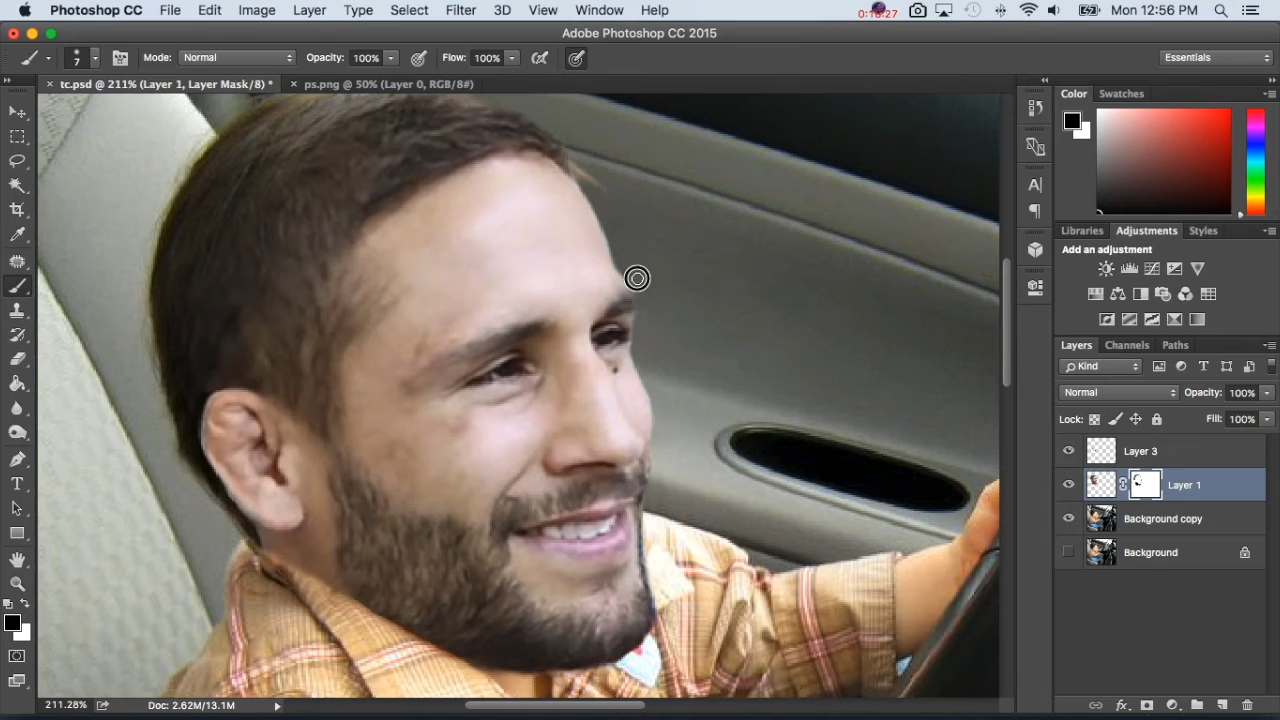 Photoshop CC File Edit Image Layer Type Select Filter 3D View Window Help Mon 12:56 PM
Adobe Photoshop CC 2015
7 Mode: Normal Opacity: 100% Flow: 100% Essentials
× tc.psd @ 211% (Layer 1, Layer Mask/8) * × ps.png @ 50% (Layer 0, RGB/8#)
Color Swatches
Libraries Adjustments Styles
Add an adjustment
Layers Channels Paths
Kind
Normal Opacity: 100%
Lock: Fill: 100%
Layer 3
Layer 1
Background copy
Background
211.28% Doc: 2.62M/13.1M